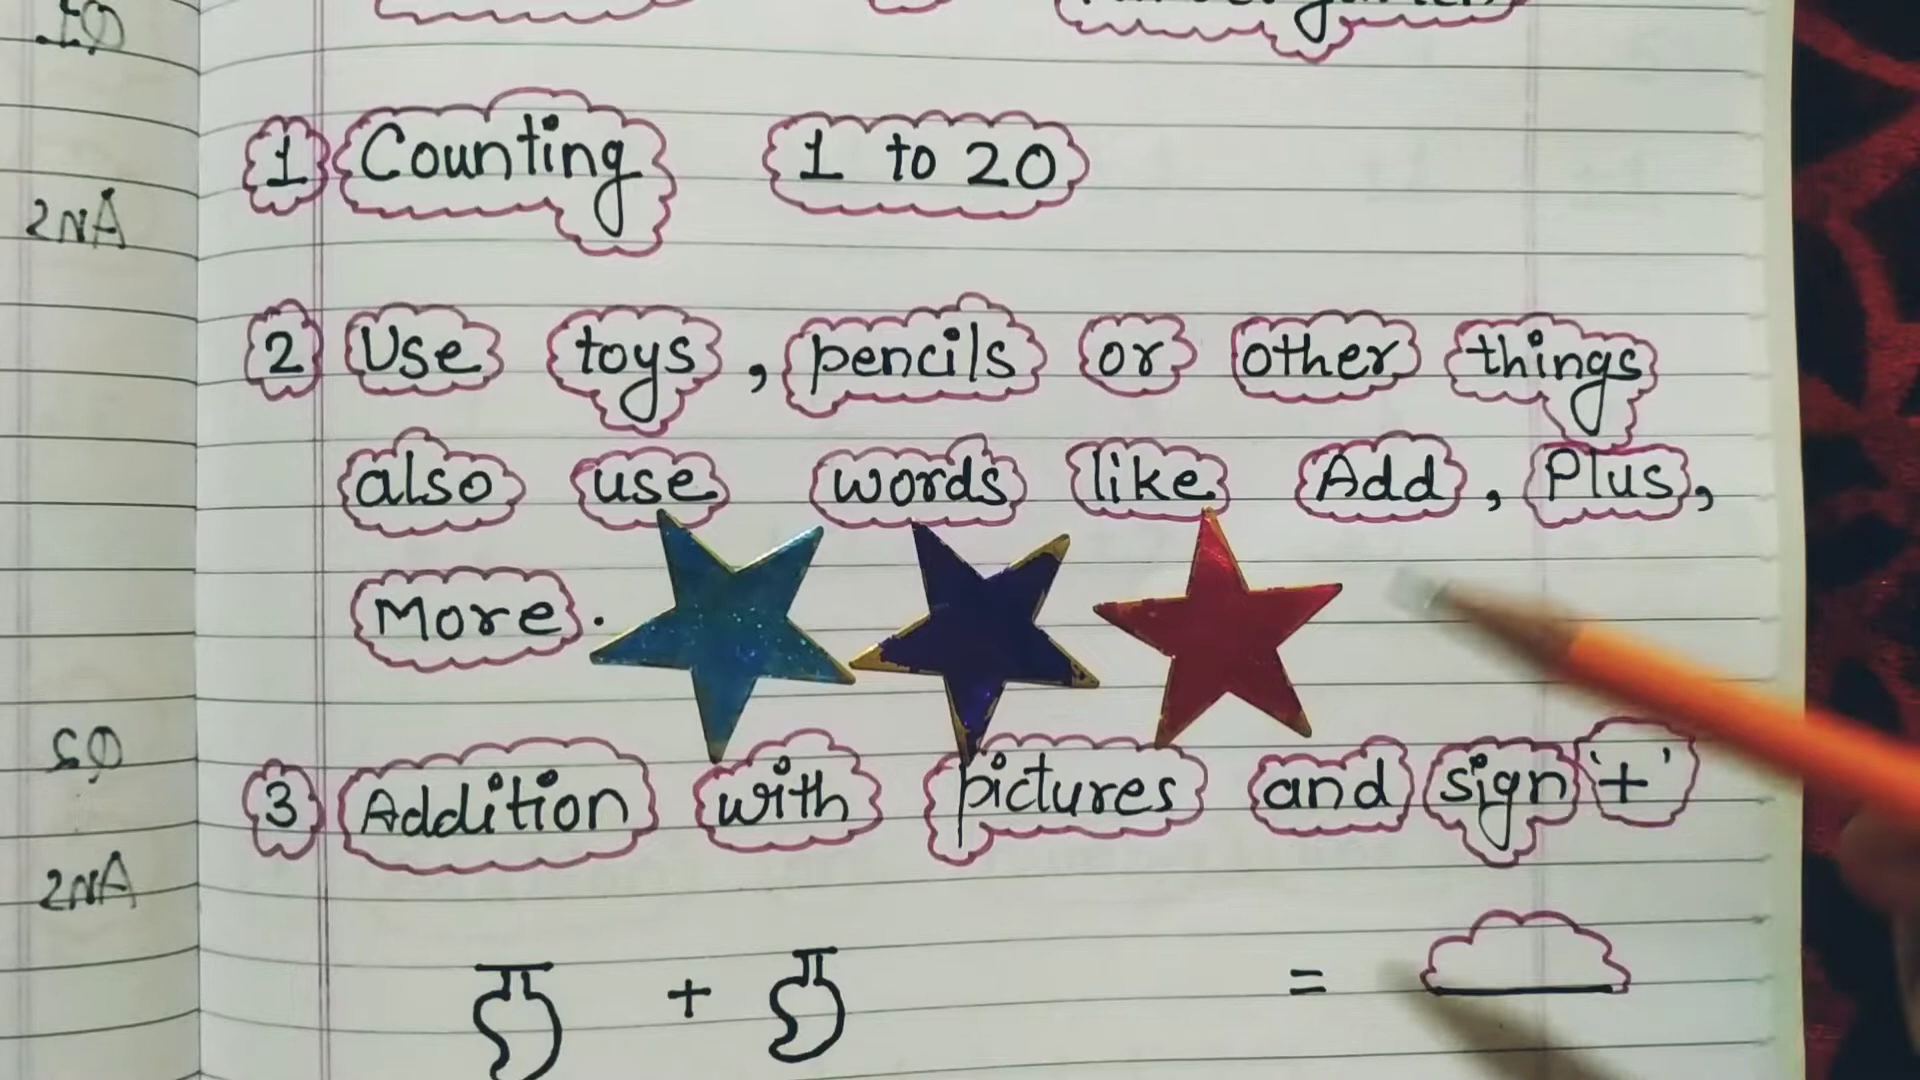 1 Counting 1 to 20
2 Use toys, pencils or other things
also use words like Add, Plus,
More.
3 Addition with pictures and sign '+'
+ =